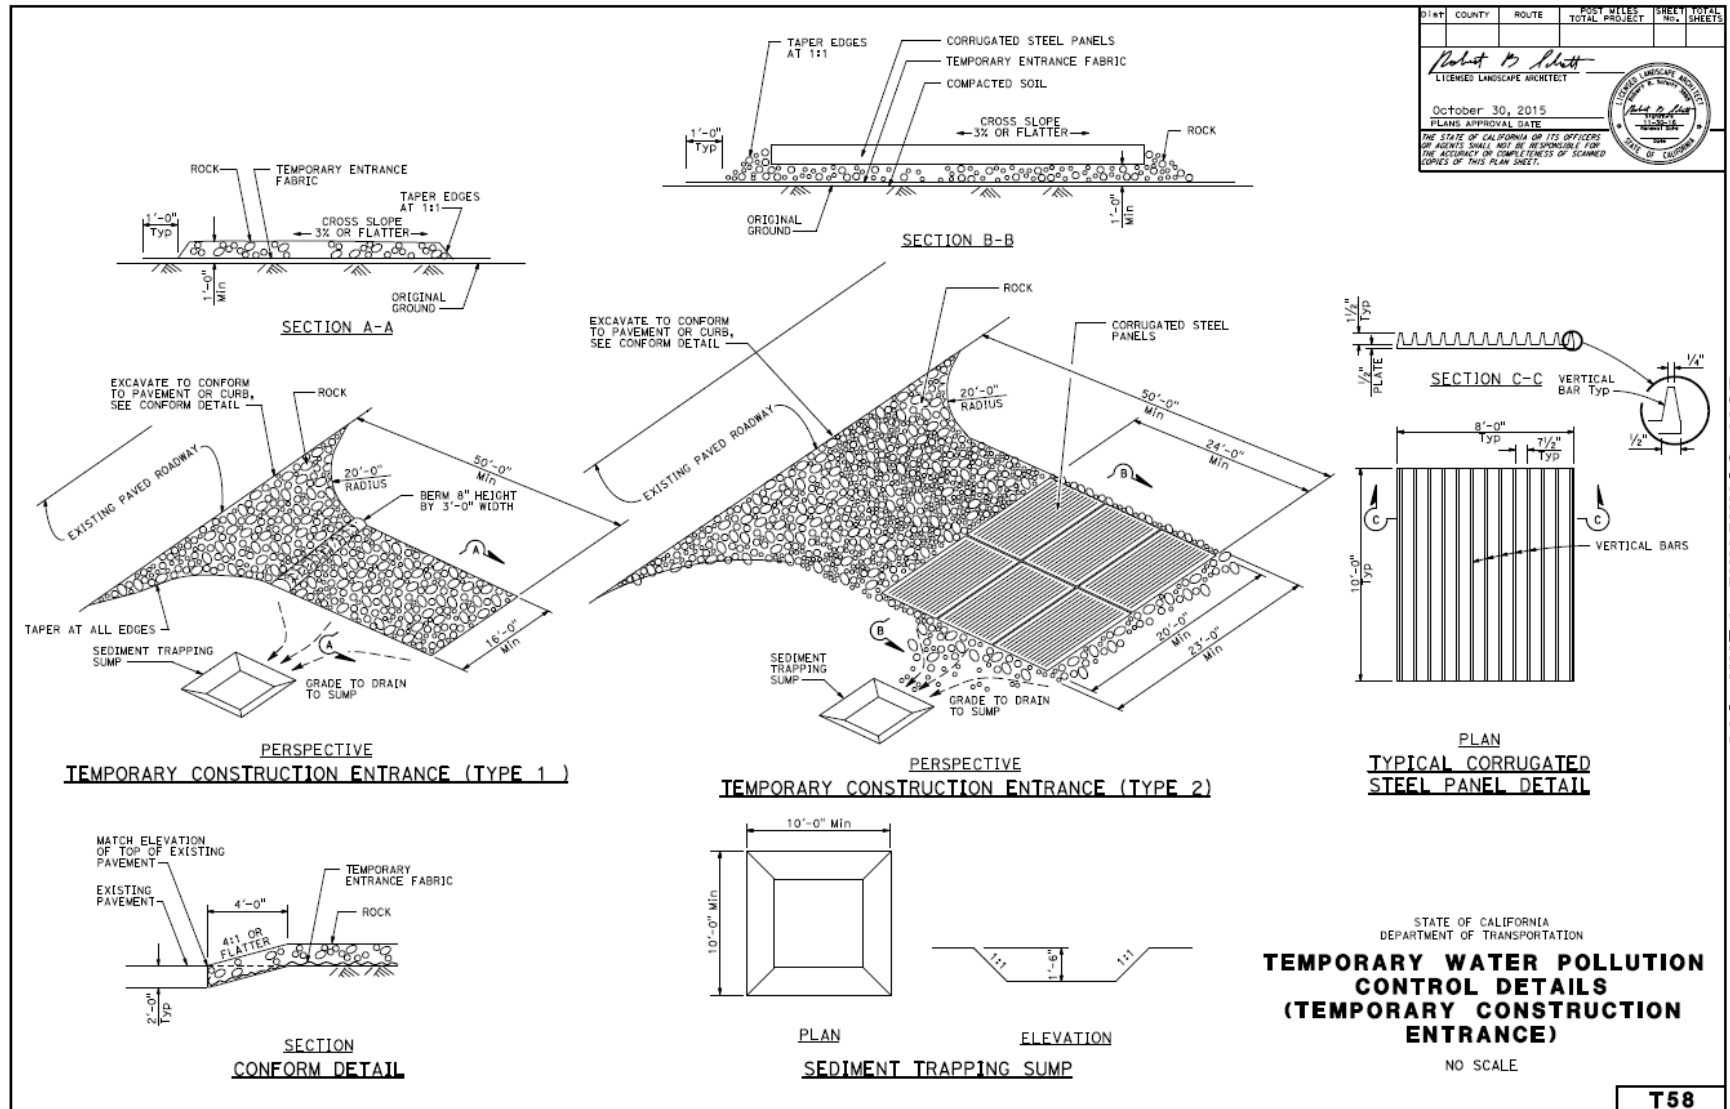 Dist COUNTY ROUTE POST MILES TOTAL PROJECT SHEET No. TOTAL SHEETS
LICENSED LANDSCAPE ARCHITECT
October 30, 2015
PLANS APPROVAL DATE
THE STATE OF CALIFORNIA OR ITS OFFICERS
OR AGENTS SHALL NOT BE RESPONSIBLE FOR
THE ACCURACY OR COMPLETENESS OF SCANNED
COPIES OF THIS PLAN SHEET.
LICENSED LANDSCAPE ARCHITECT
STATE OF CALIFORNIA
ROCK
TEMPORARY ENTRANCE
FABRIC
TAPER EDGES
AT 1:1
1'-0"
Typ
CROSS SLOPE
3% OR FLATTER
1'-0"
Min
ORIGINAL
GROUND
SECTION A-A
TAPER EDGES
AT 1:1
CORRUGATED STEEL PANELS
TEMPORARY ENTRANCE FABRIC
COMPACTED SOIL
CROSS SLOPE
3% OR FLATTER
ROCK
1'-0"
Typ
1'-0"
Min
ORIGINAL
GROUND
SECTION B-B
EXCAVATE TO CONFORM
TO PAVEMENT OR CURB,
SEE CONFORM DETAIL
ROCK
EXISTING PAVED ROADWAY
20'-0"
RADIUS
50'-0"
Min
BERM 8" HEIGHT
BY 3'-0" WIDTH
A
A
16'-0"
Min
TAPER AT ALL EDGES
SEDIMENT TRAPPING
SUMP
GRADE TO DRAIN
TO SUMP
PERSPECTIVE
TEMPORARY CONSTRUCTION ENTRANCE (TYPE 1 )
EXCAVATE TO CONFORM
TO PAVEMENT OR CURB,
SEE CONFORM DETAIL
ROCK
CORRUGATED STEEL
PANELS
EXISTING PAVED ROADWAY
20'-0"
RADIUS
50'-0"
Min
24'-0"
Min
B
B
20'-0"
Min
23'-0"
Min
SEDIMENT
TRAPPING
SUMP
GRADE TO DRAIN
TO SUMP
PERSPECTIVE
TEMPORARY CONSTRUCTION ENTRANCE (TYPE 2)
1½"
Typ
½"
PLATE
SECTION C-C
VERTICAL
BAR Typ
¼"
½"
8'-0"
Typ
7½"
Typ
C
C
10'-0"
Typ
VERTICAL BARS
PLAN
TYPICAL CORRUGATED
STEEL PANEL DETAIL
MATCH ELEVATION
OF TOP OF EXISTING
PAVEMENT
EXISTING
PAVEMENT
4'-0"
4:1 OR
FLATTER
TEMPORARY
ENTRANCE FABRIC
ROCK
2'-0"
Typ
SECTION
CONFORM DETAIL
10'-0" Min
10'-0" Min
PLAN
1:1
1'-6"
1:1
ELEVATION
SEDIMENT TRAPPING SUMP
STATE OF CALIFORNIA
DEPARTMENT OF TRANSPORTATION
TEMPORARY WATER POLLUTION
CONTROL DETAILS
(TEMPORARY CONSTRUCTION
ENTRANCE)
NO SCALE
T58